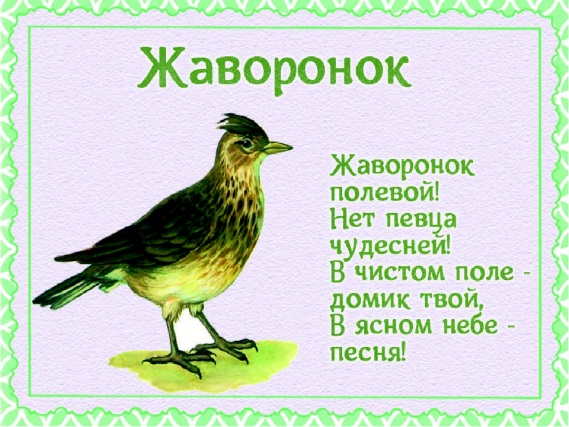 Жаворонок
Жаворонок
полевой!
Нет певца
чудесней!
В чистом поле -
домик твой,
В ясном небе -
песня!